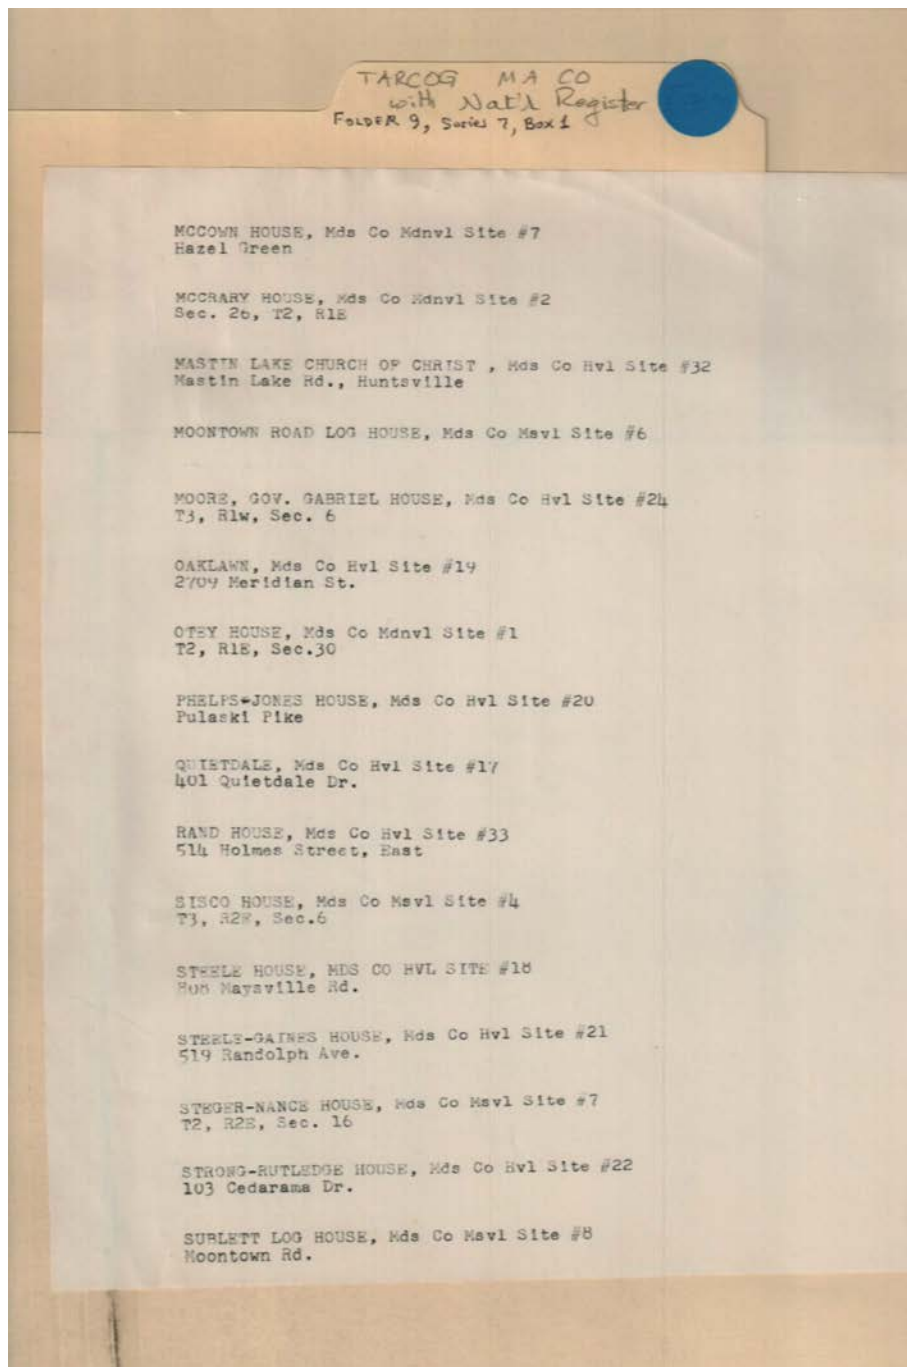 TARCOG MA CO
with Nat'l Register
FOLDER 9, Series 7, Box 1
MCCOWN HOUSE, Mds Co Mdnvl Site #7
Hazel Green
MCCRARY HOUSE, Mds Co Mdnvl Site #2
Sec. 26, T2, R1E
MASTIN LAKE CHURCH OF CHRIST , Mds Co Hvl Site #32
Mastin Lake Rd., Huntsville
MOONTOWN ROAD LOG HOUSE, Mds Co Msvl Site #6
MOORE, GOV. GABRIEL HOUSE, Mds Co Hvl Site #24
T3, R1w, Sec. 6
OAKLAWN, Mds Co Hvl Site #19
2709 Meridian St.
OTEY HOUSE, Mds Co Mdnvl Site #1
T2, R1E, Sec.30
PHELPS-JONES HOUSE, Mds Co Hvl Site #20
Pulaski Pike
QUIETDALE, Mds Co Hvl Site #17
401 Quietdale Dr.
RAND HOUSE, Mds Co Hvl Site #33
514 Holmes Street, East
SISCO HOUSE, Mds Co Msvl Site #4
T3, R2E, Sec.6
STEELE HOUSE, MDS CO HVL SITE #18
808 Maysville Rd.
STEELE-GAINES HOUSE, Mds Co Hvl Site #21
519 Randolph Ave.
STEGER-NANCE HOUSE, Mds Co Msvl Site #7
T2, R2E, Sec. 16
STRONG-RUTLEDGE HOUSE, Mds Co Hvl Site #22
103 Cedarama Dr.
SUBLETT LOG HOUSE, Mds Co Msvl Site #8
Moontown Rd.